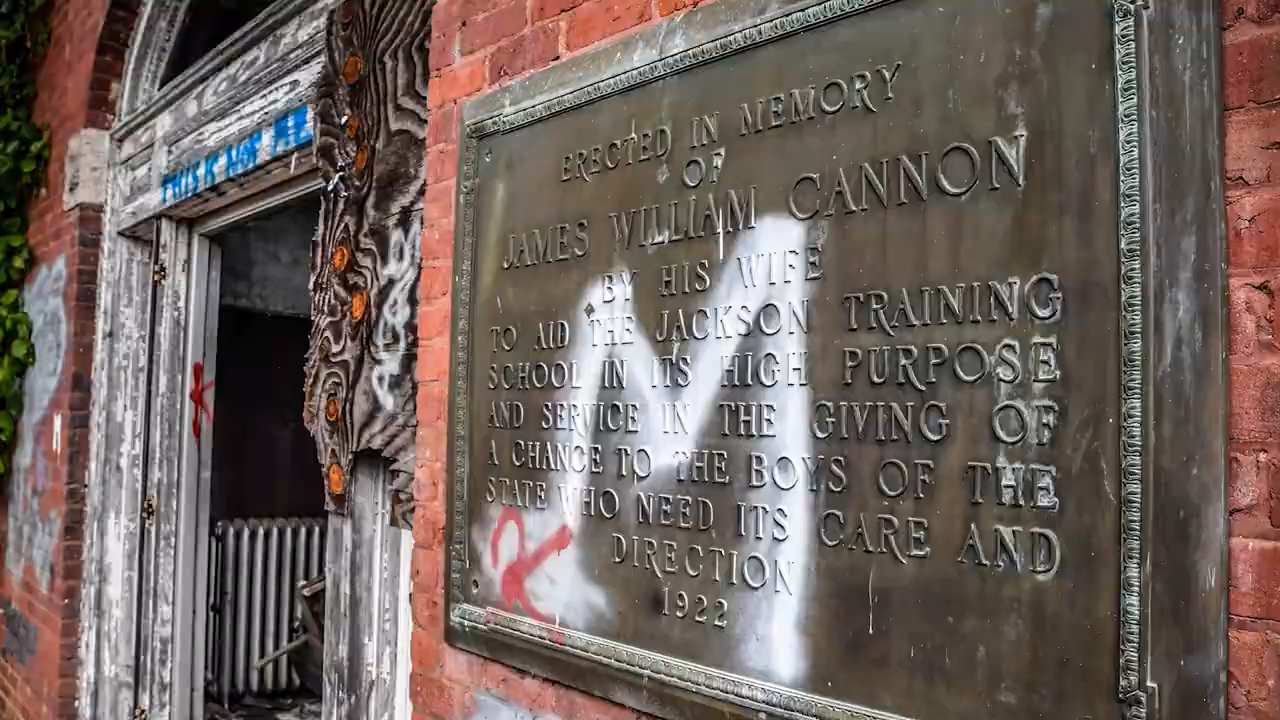 THIS IS NOT ME
ERECTED IN MEMORY
OF
JAMES WILLIAM CANNON
BY HIS WIFE
TO AID THE JACKSON TRAINING
SCHOOL IN ITS HIGH PURPOSE
AND SERVICE IN THE GIVING OF
A CHANCE TO THE BOYS OF THE
STATE WHO NEED ITS CARE AND
DIRECTION
1922
M